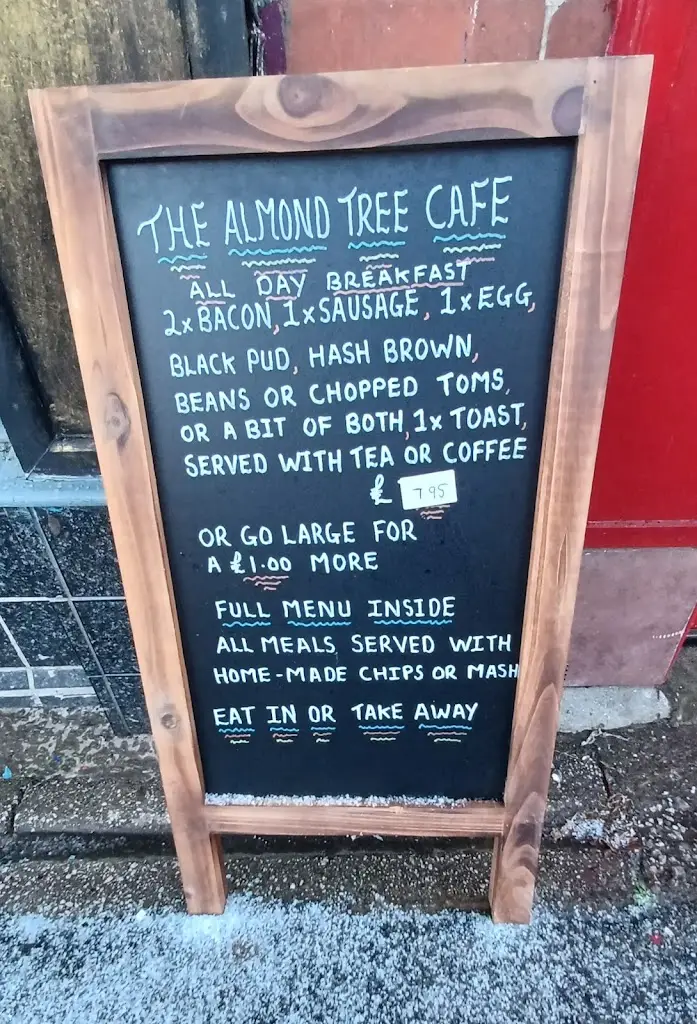 THE ALMOND TREE CAFE
ALL DAY BREAKFAST
2x BACON, 1x SAUSAGE, 1x EGG,
BLACK PUD, HASH BROWN,
BEANS OR CHOPPED TOMS,
OR A BIT OF BOTH, 1x TOAST,
SERVED WITH TEA OR COFFEE
£ 7.95
OR GO LARGE FOR
A £1.00 MORE
FULL MENU INSIDE
ALL MEALS SERVED WITH
HOME-MADE CHIPS OR MASH
EAT IN OR TAKE AWAY